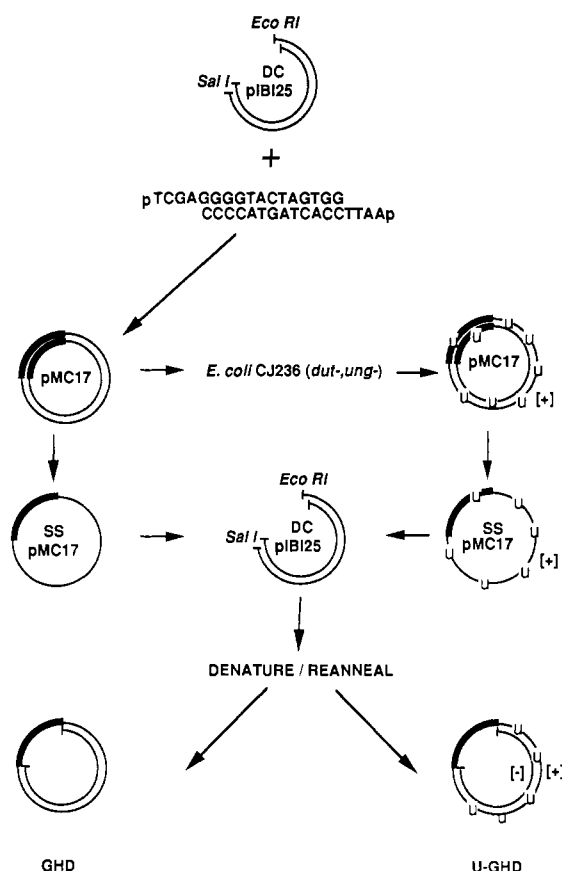 Eco RI
DC
Sal I
pIBI25
+
pTCGAGGGGTACTAGTGG
CCCCATGATCACCTTAAp
pMC17
E. coli CJ236 (dut-,ung-)
u u u u u u u u
pMC17
[+]
Eco RI
SS
pMC17
DC
Sal I
pIBI25
SS
pMC17
u u u u u u u
[+]
DENATURE / REANNEAL
u u u u u
[-] [+]
GHD
U-GHD